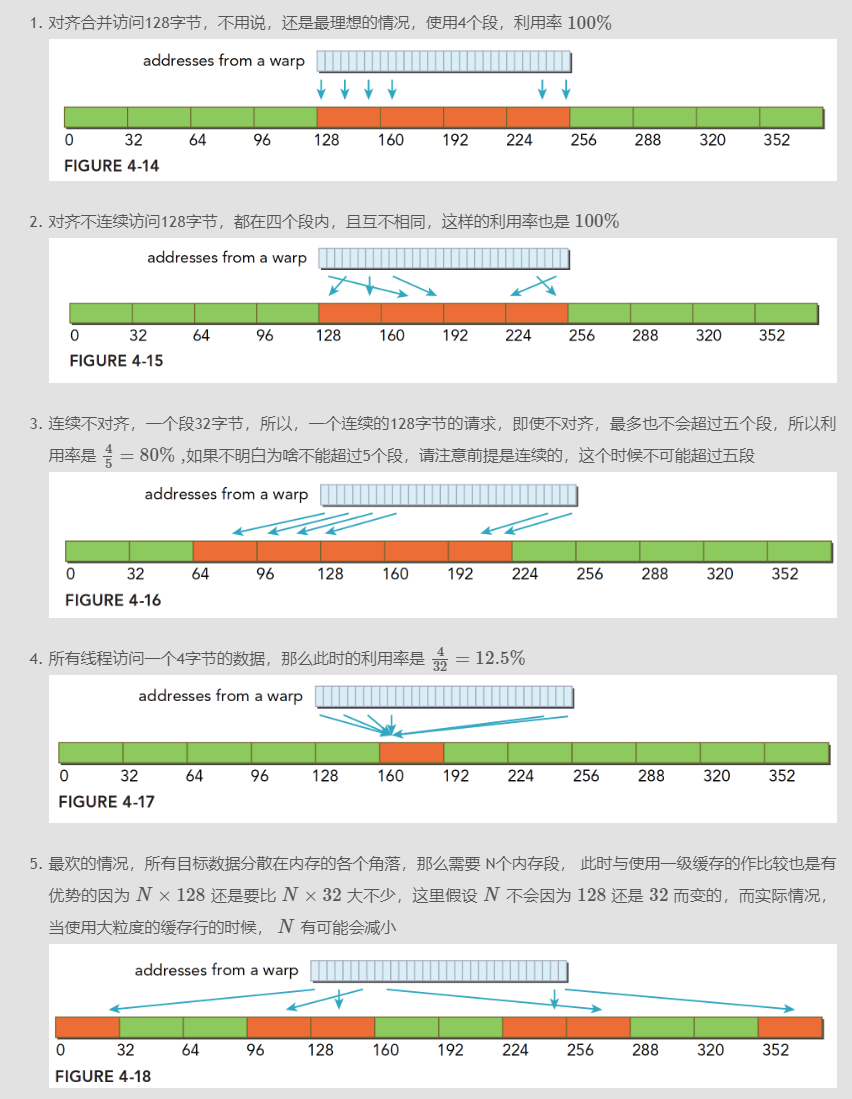 1. 对齐合并访问128字节，不用说，还是最理想的情况，使用4个段，利用率 100%
addresses from a warp
0 32 64 96 128 160 192 224 256 288 320 352
FIGURE 4-14
2. 对齐不连续访问128字节，都在四个段内，且互不相同，这样的利用率也是 100%
addresses from a warp
0 32 64 96 128 160 192 224 256 288 320 352
FIGURE 4-15
3. 连续不对齐，一个段32字节，所以，一个连续的128字节的请求，即使不对齐，最多也不会超过五个段，所以利
用率是 4/5 = 80% ,如果不明白为啥不能超过5个段，请注意前提是连续的，这个时候不可能超过五段
addresses from a warp
0 32 64 96 128 160 192 224 256 288 320 352
FIGURE 4-16
4. 所有线程访问一个4字节的数据，那么此时的利用率是 4/32 = 12.5%
addresses from a warp
0 32 64 96 128 160 192 224 256 288 320 352
FIGURE 4-17
5. 最欢的情况，所有目标数据分散在内存的各个角落，那么需要 N个内存段， 此时与使用一级缓存的作比较也是有
优势的因为 N × 128 还是要比 N × 32 大不少，这里假设 N 不会因为 128 还是 32 而变的，而实际情况，
当使用大粒度的缓存行的时候， N 有可能会减小
addresses from a warp
0 32 64 96 128 160 192 224 256 288 320 352
FIGURE 4-18